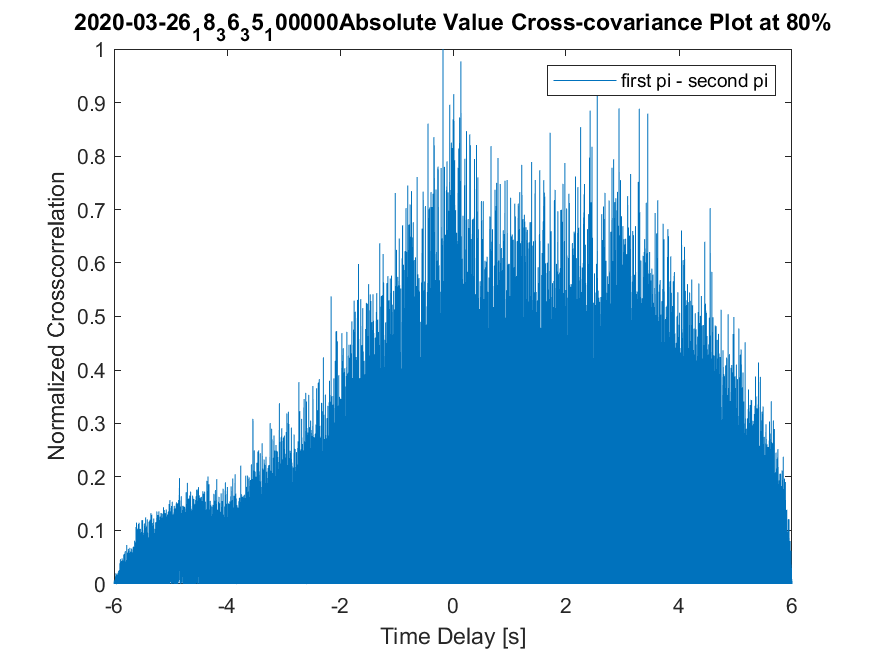 2020-03-26₁8₃6₃5₁00000Absolute Value Cross-covariance Plot at 80%
first pi - second pi
Normalized Crosscorrelation
1
0.9
0.8
0.7
0.6
0.5
0.4
0.3
0.2
0.1
0
-6 -4 -2 0 2 4 6
Time Delay [s]